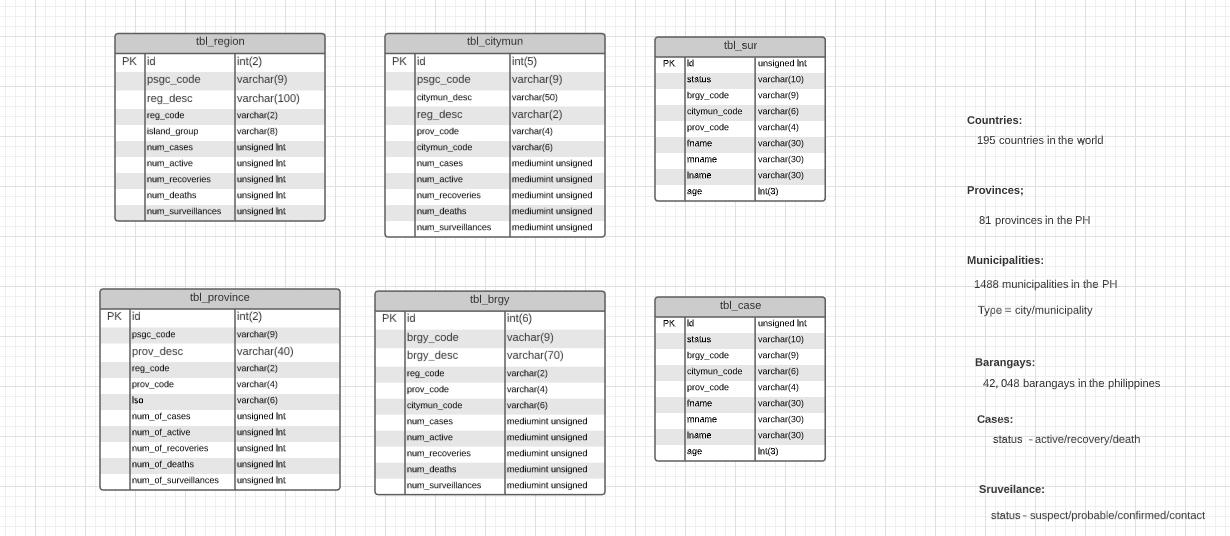 tbl_region
PK id int(2)
psgc_code varchar(9)
reg_desc varchar(100)
reg_code varchar(2)
island_group varchar(8)
num_cases unsigned Int
num_active unsigned Int
num_recoveries unsigned Int
num_deaths unsigned Int
num_surveillances unsigned Int
tbl_citymun
PK id int(5)
psgc_code varchar(9)
citymun_desc varchar(50)
reg_desc varchar(2)
prov_code varchar(4)
citymun_code varchar(6)
num_cases mediumint unsigned
num_active mediumint unsigned
num_recoveries mediumint unsigned
num_deaths mediumint unsigned
num_surveillances mediumint unsigned
tbl_sur
PK Id unsigned Int
status varchar(10)
brgy_code varchar(9)
citymun_code varchar(6)
prov_code varchar(4)
fname varchar(30)
mname varchar(30)
lname varchar(30)
age Int(3)
tbl_province
PK id int(2)
psgc_code varchar(9)
prov_desc varchar(40)
reg_code varchar(2)
prov_code varchar(4)
Iso varchar(6)
num_of_cases unsigned Int
num_of_active unsigned Int
num_of_recoveries unsigned Int
num_of_deaths unsigned Int
num_of_surveillances unsigned Int
tbl_brgy
PK id int(6)
brgy_code vachar(9)
brgy_desc varchar(70)
reg_code varchar(2)
prov_code varchar(4)
citymun_code varchar(6)
num_cases mediumint unsigned
num_active mediumint unsigned
num_recoveries mediumint unsigned
num_deaths mediumint unsigned
num_surveillances mediumint unsigned
tbl_case
PK Id unsigned Int
status varchar(10)
brgy_code varchar(9)
citymun_code varchar(6)
prov_code varchar(4)
fname varchar(30)
mname varchar(30)
lname varchar(30)
age Int(3)
Countries:
195 countries in the world
Provinces;
81 provinces in the PH
Municipalities:
1488 municipalities in the PH
Type = city/municipality
Barangays:
42, 048 barangays in the philippines
Cases:
status - active/recovery/death
Sruveilance:
status - suspect/probable/confirmed/contact